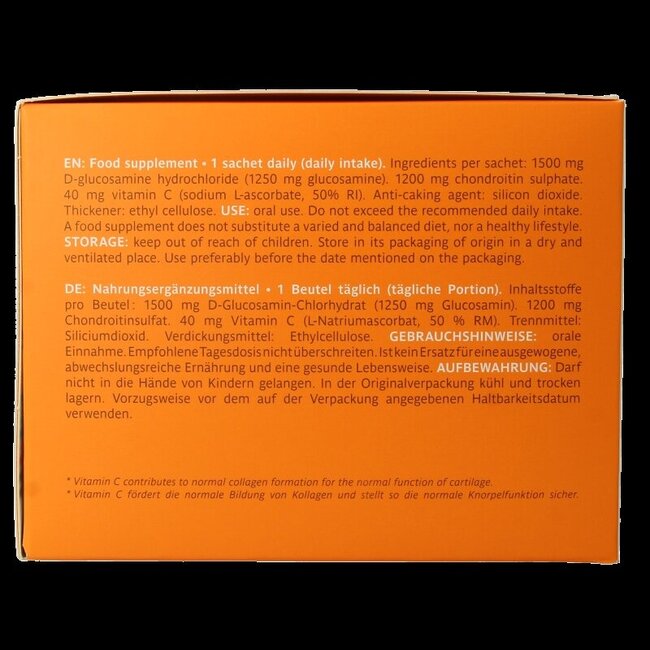 EN: Food supplement • 1 sachet daily (daily intake). Ingredients per sachet: 1500 mg
D-glucosamine hydrochloride (1250 mg glucosamine). 1200 mg chondroitin sulphate.
40 mg vitamin C (sodium L-ascorbate, 50% RI). Anti-caking agent: silicon dioxide.
Thickener: ethyl cellulose. USE: oral use. Do not exceed the recommended daily intake.
A food supplement does not substitute a varied and balanced diet, nor a healthy lifestyle.
STORAGE: keep out of reach of children. Store in its packaging of origin in a dry and
ventilated place. Use preferably before the date mentioned on the packaging.
DE: Nahrungsergänzungsmittel • 1 Beutel täglich (tägliche Portion). Inhaltsstoffe
pro Beutel: 1500 mg D-Glucosamin-Chlorhydrat (1250 mg Glucosamin). 1200 mg
Chondroitinsulfat. 40 mg Vitamin C (L-Natriumascorbat, 50 % RM). Trennmittel:
Siliciumdioxid. Verdickungsmittel: Ethylcellulose. GEBRAUCHSHINWEISE: orale
Einnahme. Empfohlene Tagesdosis nicht überschreiten. Ist kein Ersatz für eine ausgewogene,
abwechslungsreiche Ernährung und eine gesunde Lebensweise. AUFBEWAHRUNG: Darf
nicht in die Hände von Kindern gelangen. In der Originalverpackung kühl und trocken
lagern. Vorzugsweise vor dem auf der Verpackung angegebenen Haltbarkeitsdatum
verwenden.
* Vitamin C contributes to normal collagen formation for the normal function of cartilage.
* Vitamin C fördert die normale Bildung von Kollagen und stellt so die normale Knorpelfunktion sicher.